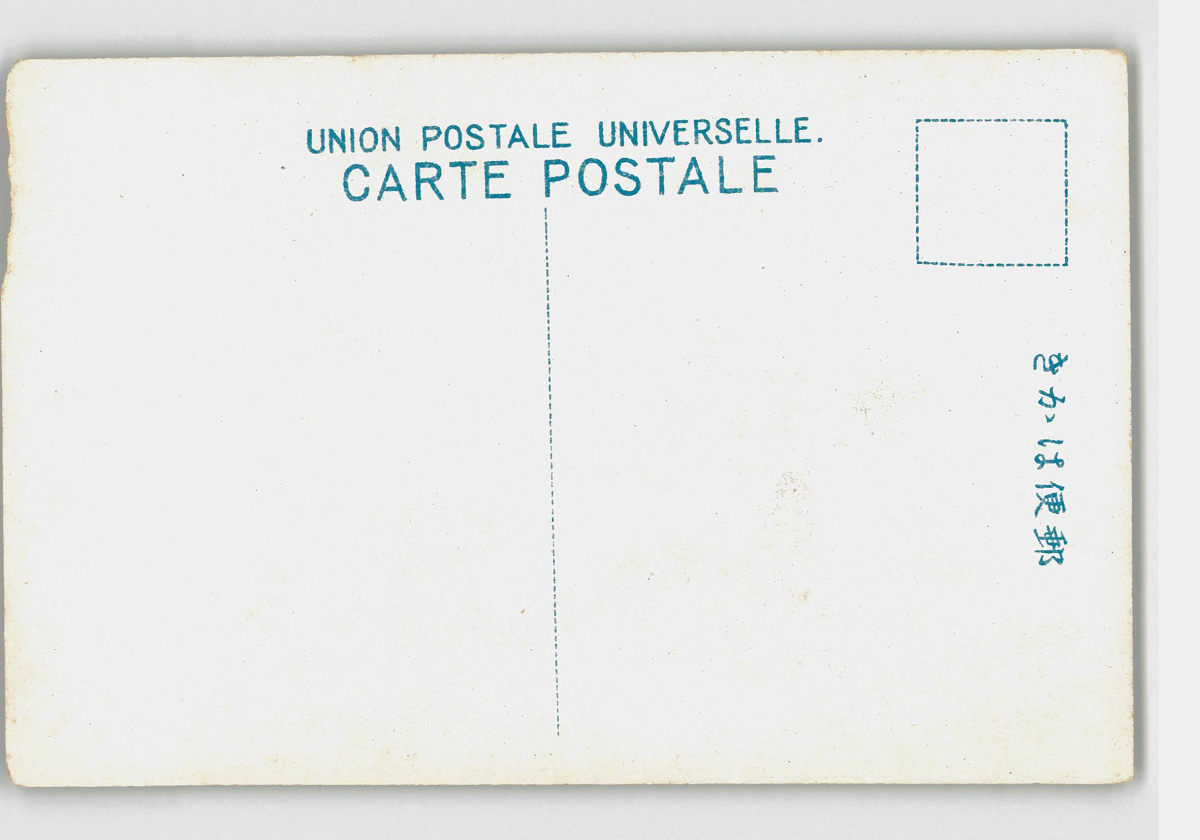 UNION POSTALE UNIVERSELLE.
CARTE POSTALE
きかは便郵